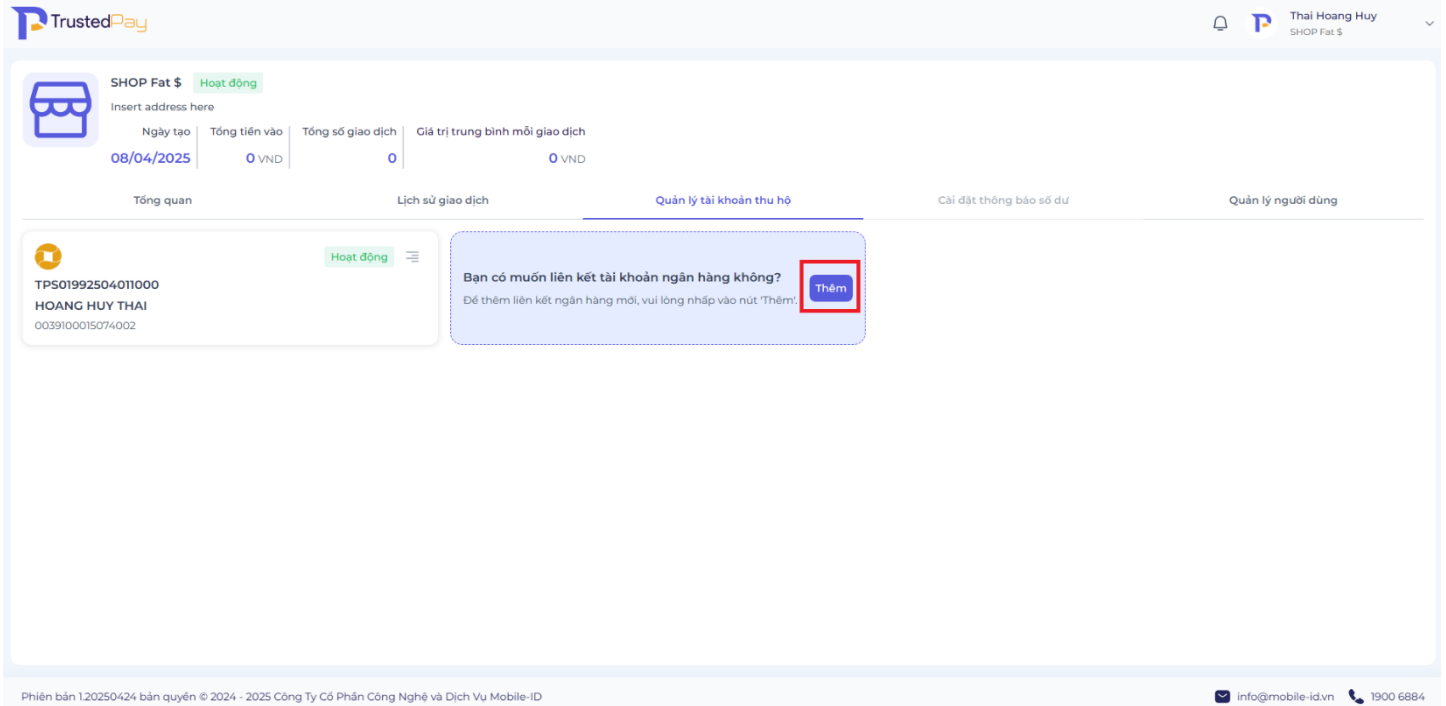 TrustedPay
Thai Hoang Huy
SHOP Fat $
SHOP Fat $ Hoạt động
Insert address here
Ngày tạo Tổng tiền vào Tổng số giao dịch Giá trị trung bình mỗi giao dịch
08/04/2025 0 VND 0 0 VND
Tổng quan Lịch sử giao dịch Quản lý tài khoản thu hộ Cài đặt thông báo số dư Quản lý người dùng
Hoạt động
TPS01992504011000
HOANG HUY THAI
0039100015074002
Bạn có muốn liên kết tài khoản ngân hàng không?
Để thêm liên kết ngân hàng mới, vui lòng nhấp vào nút 'Thêm'.
Thêm
Phiên bản 1.20250424 bản quyền © 2024 - 2025 Công Ty Cổ Phần Công Nghệ và Dịch Vụ Mobile-ID
info@mobile-id.vn 1900 6884